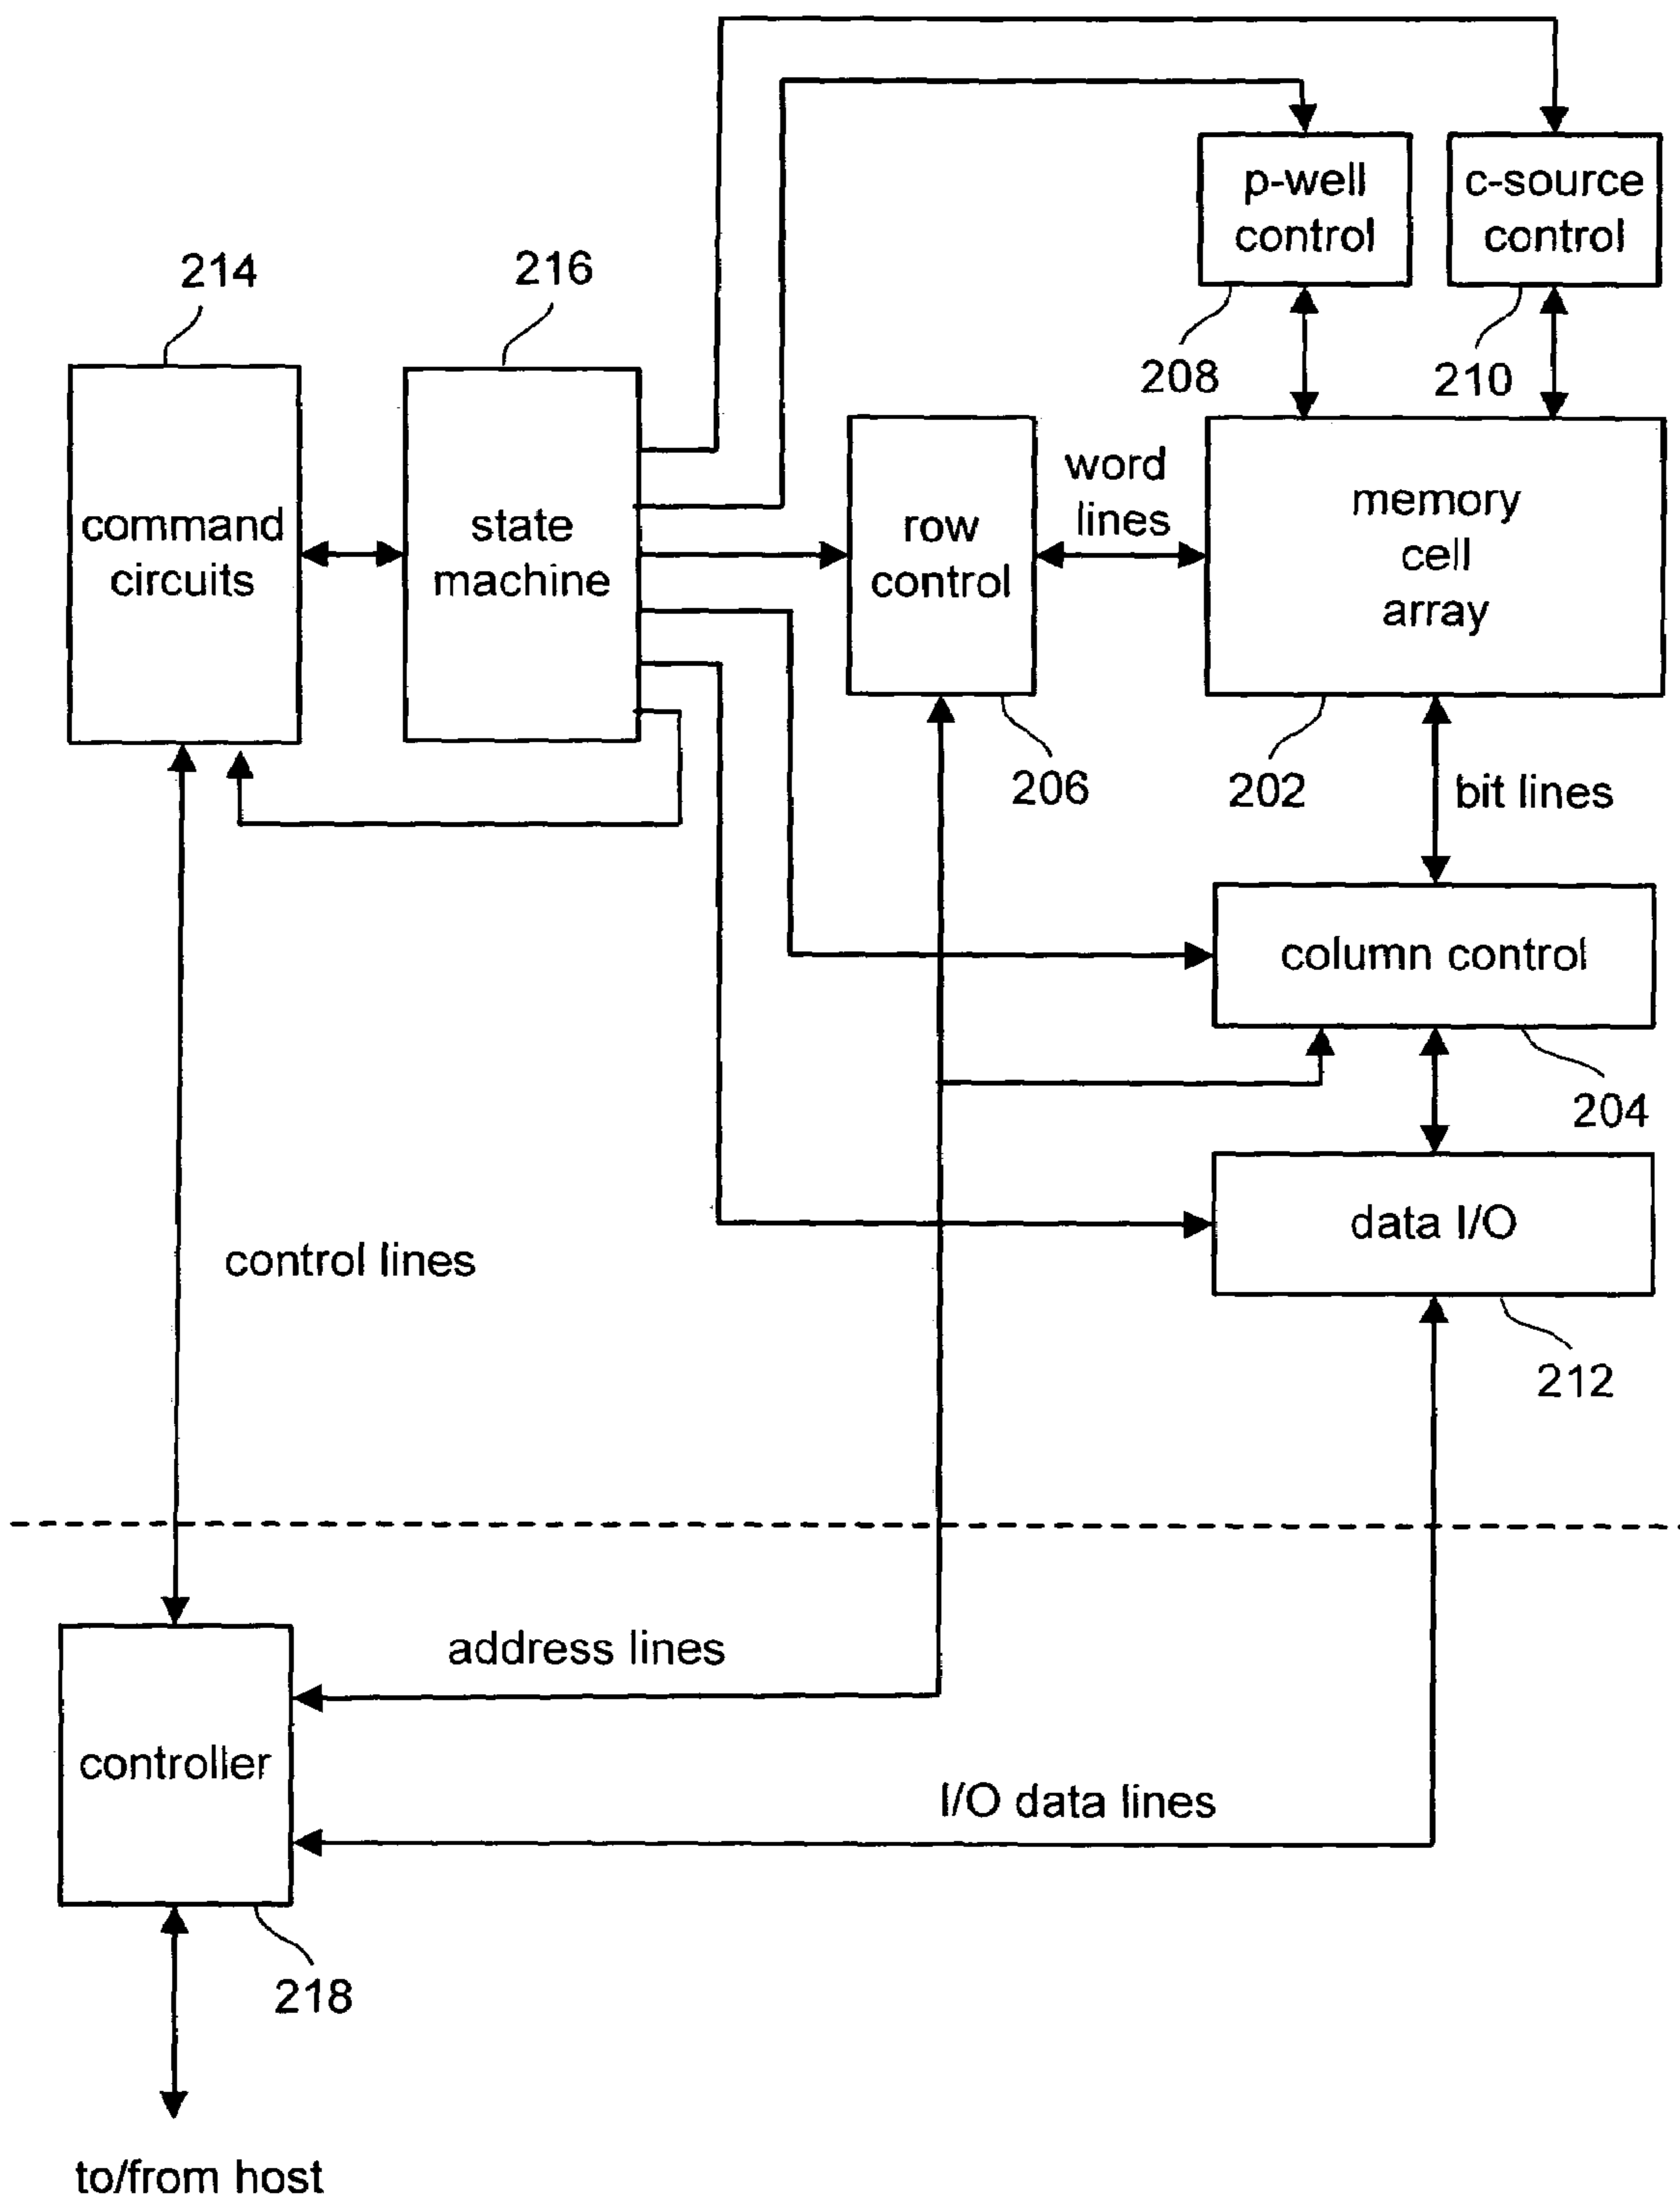 p-well
control
c-source
control
214
216
208
210
command
circuits
state
machine
row
control
word
lines
memory
cell
array
206
202
bit lines
column control
204
data I/O
control lines
212
address lines
controller
I/O data lines
218
to/from host